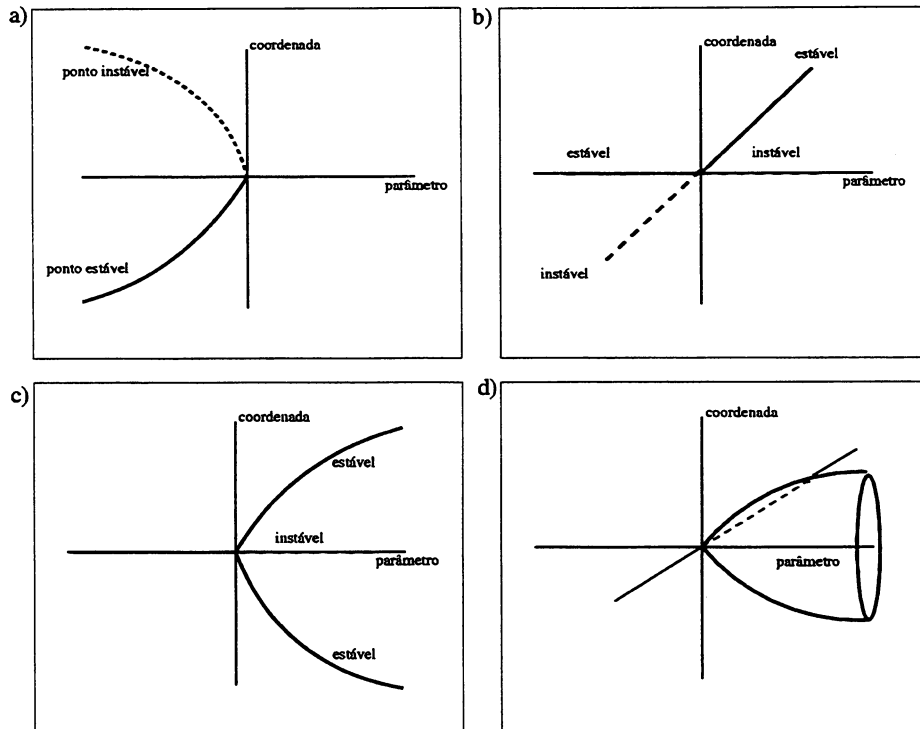 a)
coordenada
ponto instável
parâmetro
ponto estável
b)
coordenada
estável
estável
instável
parâmetro
instável
c)
coordenada
estável
instável
parâmetro
estável
d)
coordenada
parâmetro